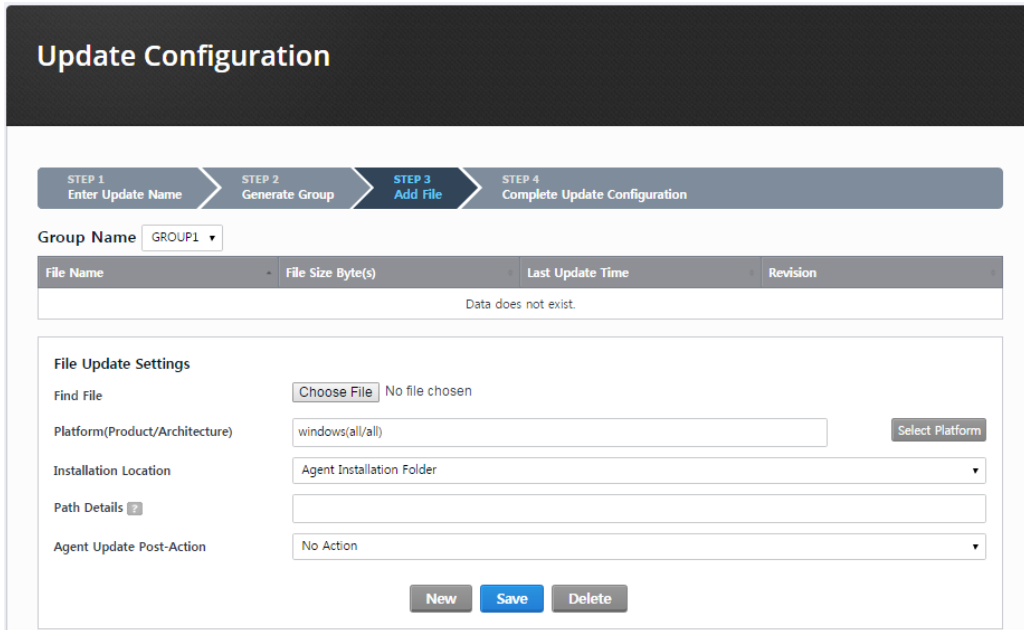 Update Configuration
STEP 1
Enter Update Name
STEP 2
Generate Group
STEP 3
Add File
STEP 4
Complete Update Configuration
Group Name GROUP1
File Name File Size Byte(s) Last Update Time Revision
Data does not exist.
File Update Settings
Find File Choose File No file chosen
Platform(Product/Architecture) windows(all/all) Select Platform
Installation Location Agent Installation Folder
Path Details ?
Agent Update Post-Action No Action
New Save Delete